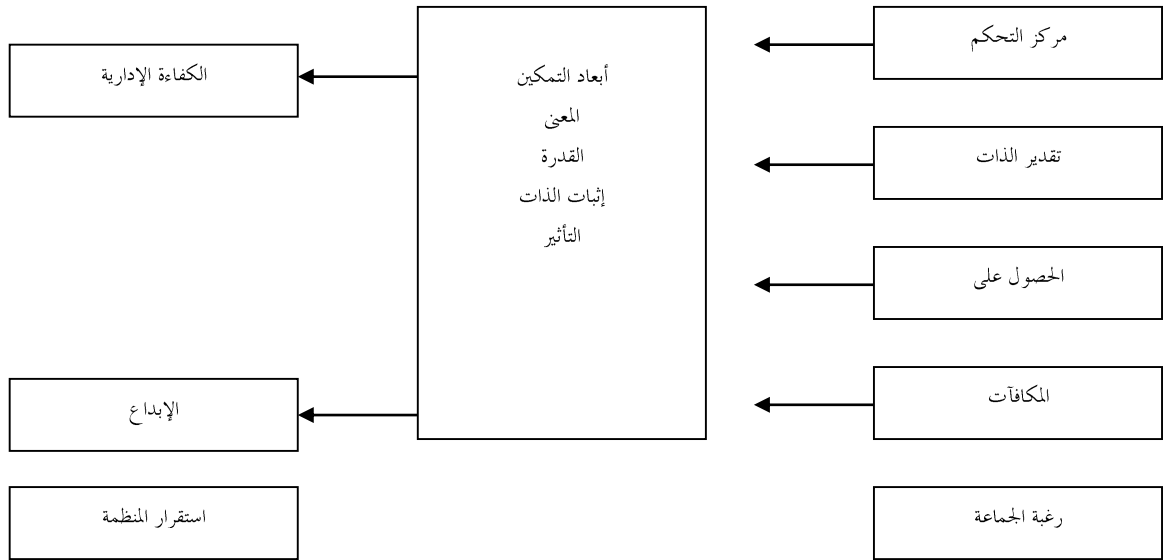 مركز التحكم
تقدير الذات
الحصول على
المكافآت
رغبة الجماعة
أبعاد التمكين
المعنى
القدرة
إثبات الذات
التأثير
الكفاءة الإدارية
الإبداع
استقرار المنظمة